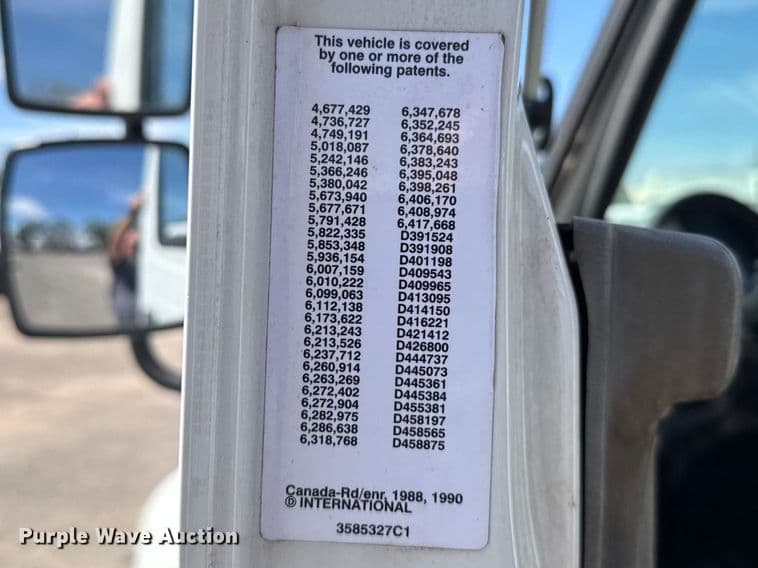 This vehicle is covered
by one or more of the
following patents.
4,677,429
4,736,727
4,749,191
5,018,087
5,242,146
5,366,246
5,380,042
5,673,940
5,677,671
5,791,428
5,822,335
5,853,348
5,936,154
6,007,159
6,010,222
6,099,063
6,112,138
6,173,622
6,213,243
6,213,526
6,237,712
6,260,914
6,263,269
6,272,402
6,272,904
6,282,975
6,286,638
6,318,768
6,347,678
6,352,245
6,364,693
6,378,640
6,383,243
6,395,048
6,398,261
6,406,170
6,408,974
6,417,668
D391524
D391908
D401198
D409543
D409965
D413095
D414150
D416221
D421412
D426800
D444737
D445073
D445361
D445384
D455381
D458197
D458565
D458875
Canada-Rd/enr, 1988, 1990
INTERNATIONAL
3585327C1
Purple Wave Auction